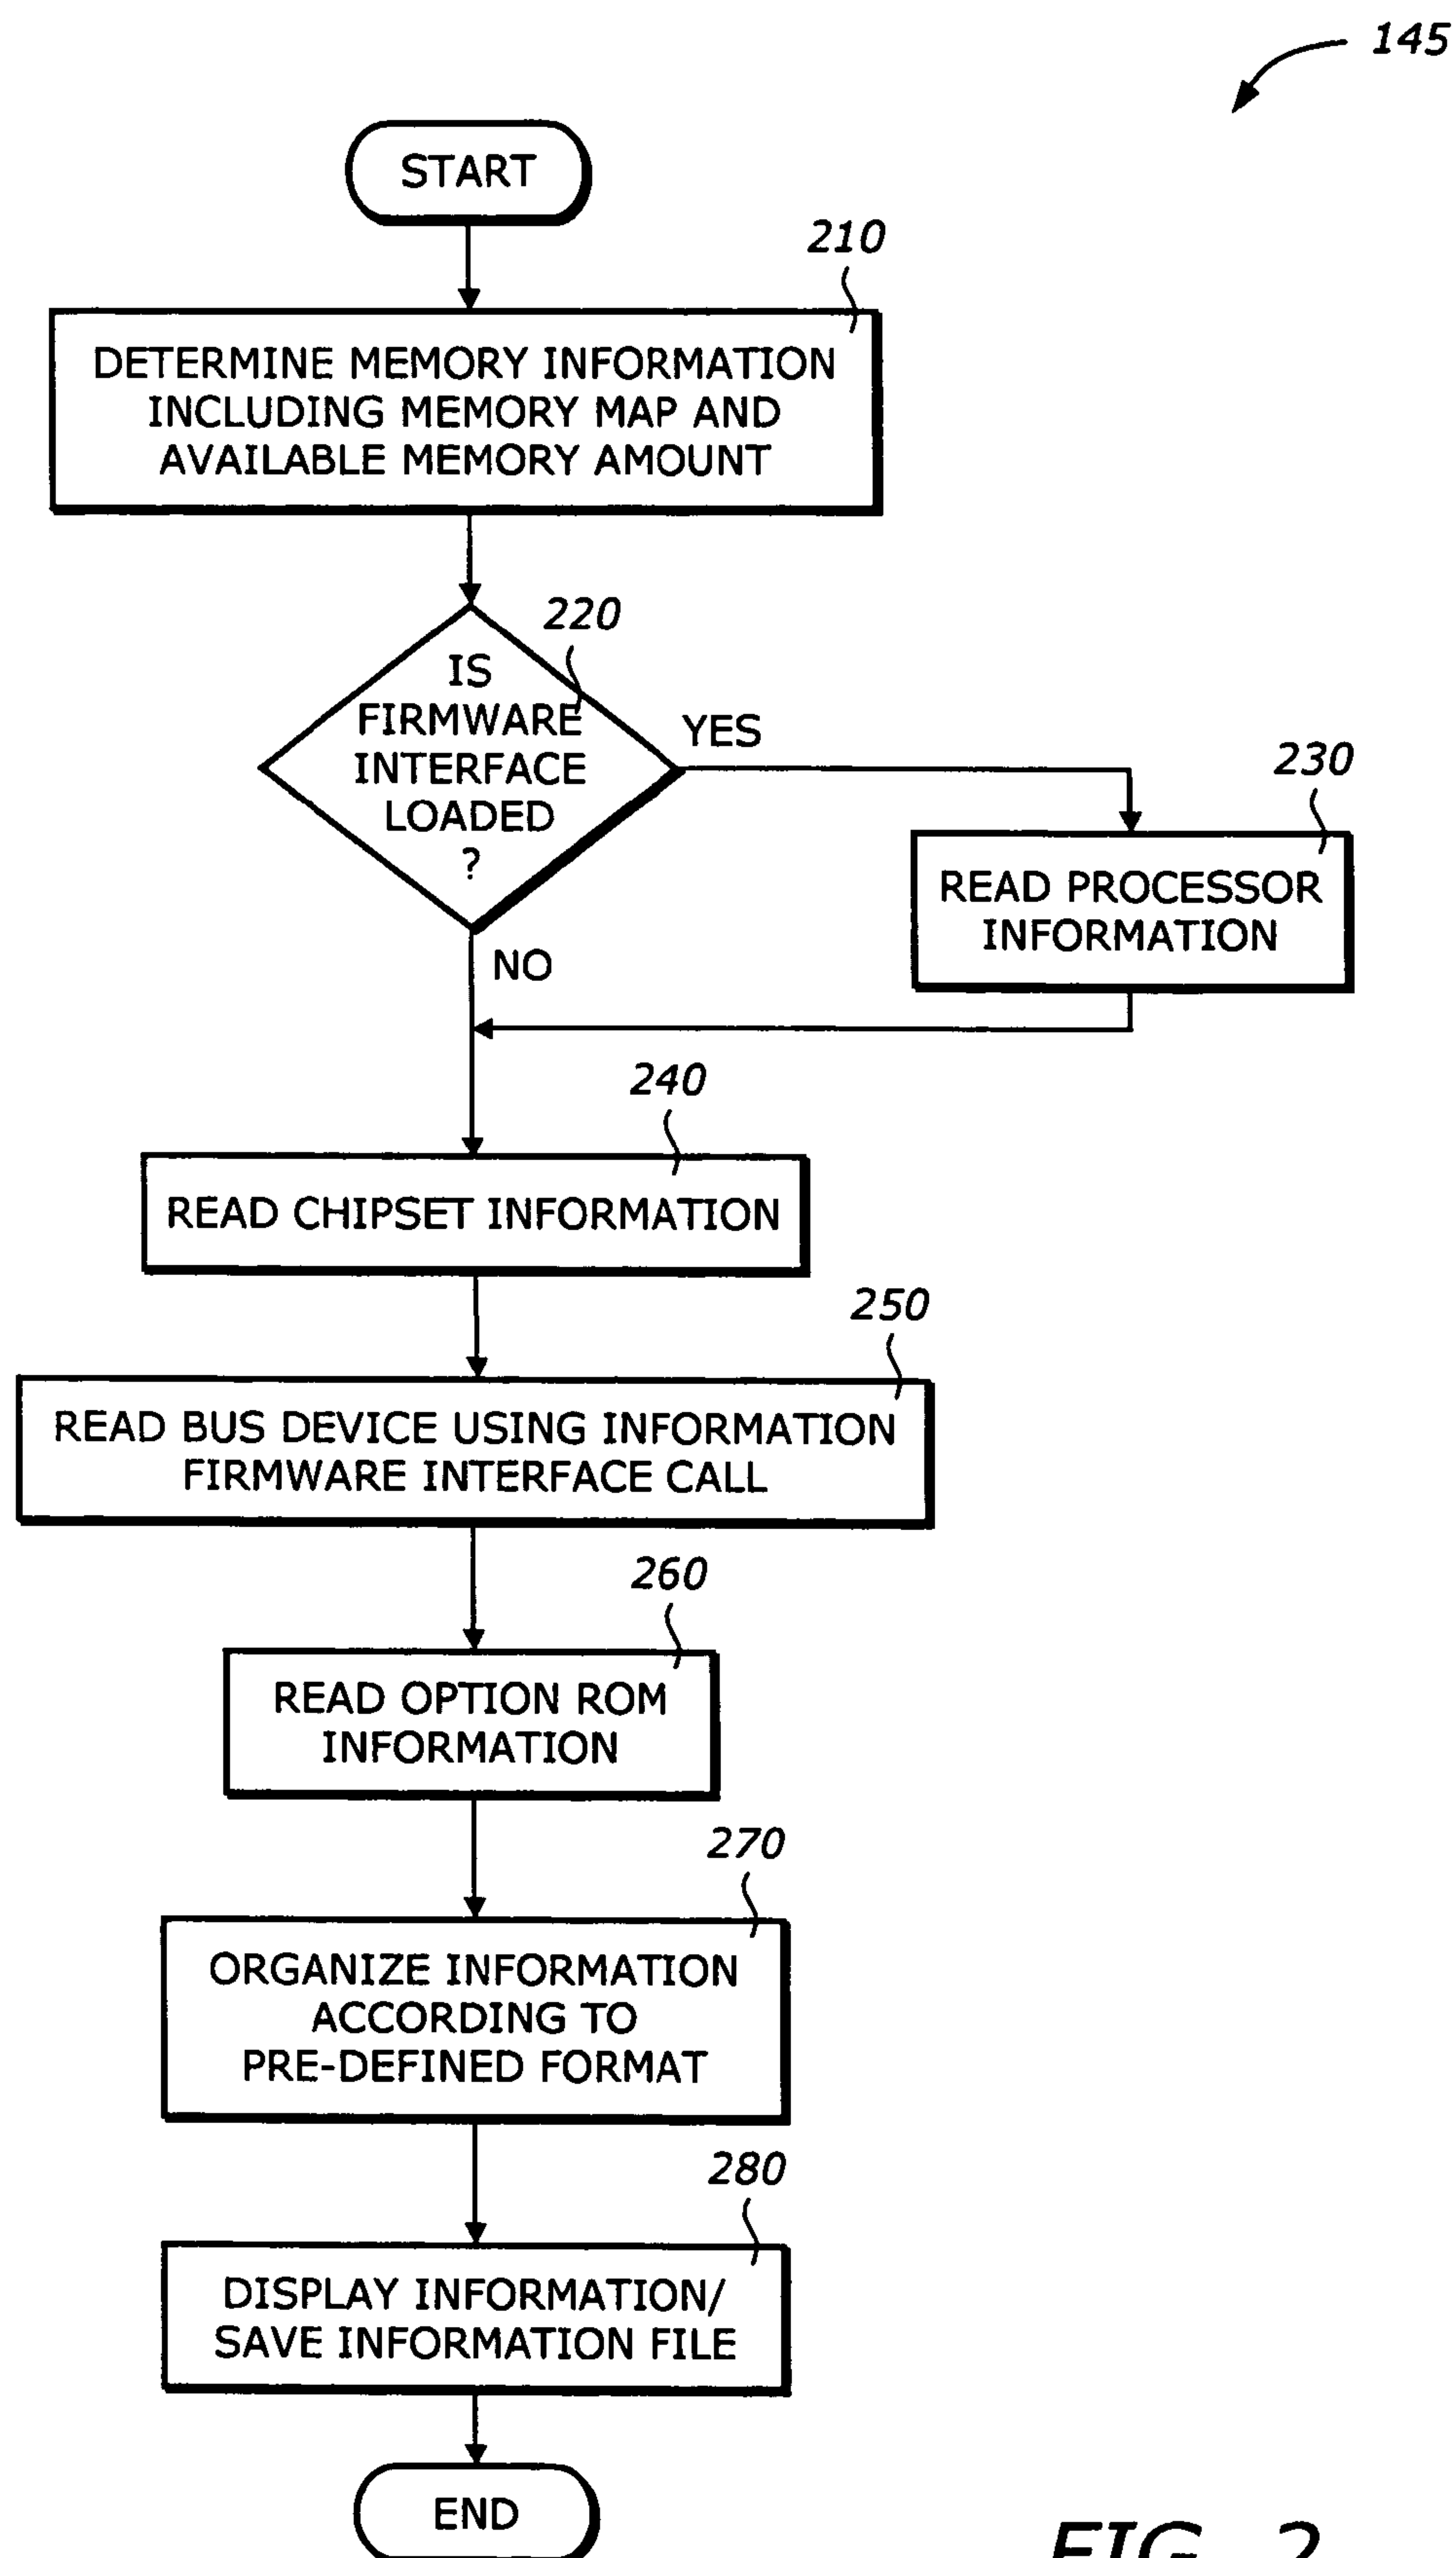 145
START
210
DETERMINE MEMORY INFORMATION
INCLUDING MEMORY MAP AND
AVAILABLE MEMORY AMOUNT
220
IS
FIRMWARE
INTERFACE
LOADED
?
YES
230
READ PROCESSOR
INFORMATION
NO
240
READ CHIPSET INFORMATION
250
READ BUS DEVICE USING INFORMATION
FIRMWARE INTERFACE CALL
260
READ OPTION ROM
INFORMATION
270
ORGANIZE INFORMATION
ACCORDING TO
PRE-DEFINED FORMAT
280
DISPLAY INFORMATION/
SAVE INFORMATION FILE
END
FIG. 2